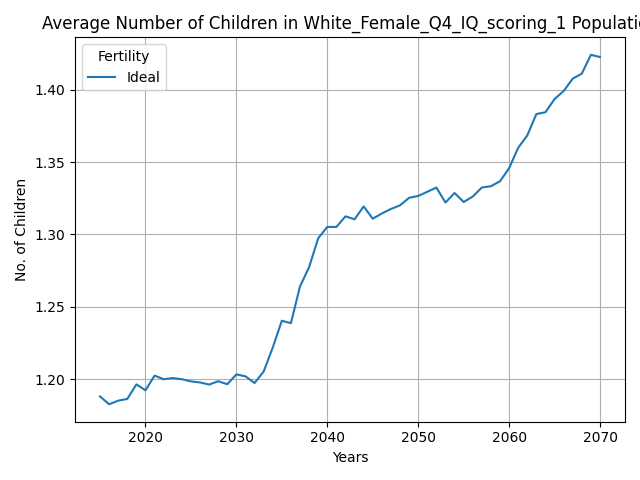 Average Number of Children in White_Female_Q4_IQ_scoring_1 Populatio
Fertility
Ideal
No. of Children
1.40
1.35
1.30
1.25
1.20
2020 2030 2040 2050 2060 2070
Years